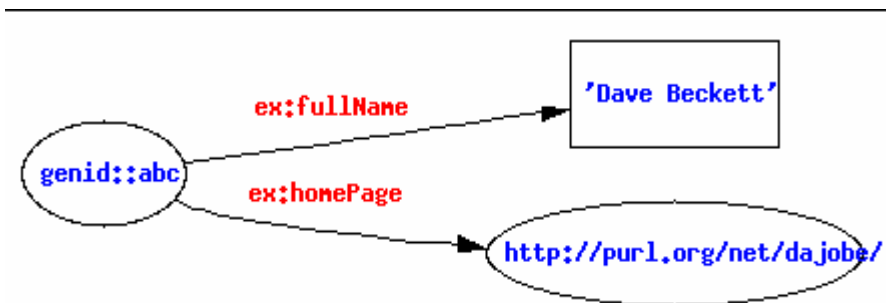 'Dave Beckett'
ex:fullName
genid::abc
ex:homePage
http://purl.org/net/dajobe/